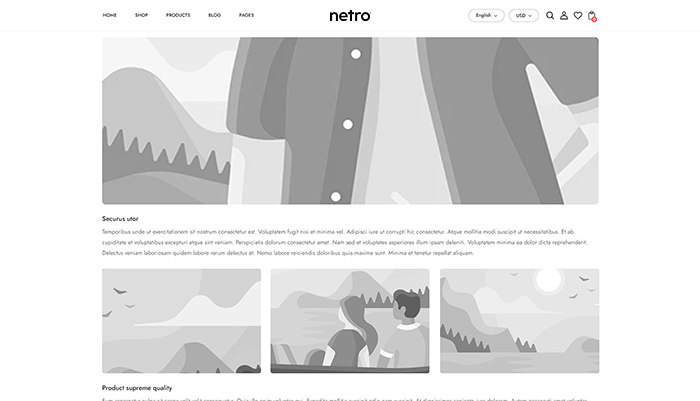 HOME SHOP PRODUCTS BLOG PAGES netro English USD
Securus utor
Temporibus unde ut exercitationem sit nostrum consectetur est. Voluptatem fugit nisi et minima vel. Adipisci iure ut corrupti hic consectetur. Atque mollitia modi suscipit ut necessitatibus. Et ab
cupiditate et voluptatibus excepturi atque sint veniam. Perspiciatis dolorum consectetur amet. Nam sed et voluptates asperiores illum ipsam deleniti. Voluptatem minima ea dolor dicta reprehenderit.
Delectus veniam laboriosam quidem labore rerum delectus et. Nemo labore reiciendis doloribus quia maxime sunt. Minima et tenetur repellat aliquam.
Product supreme quality